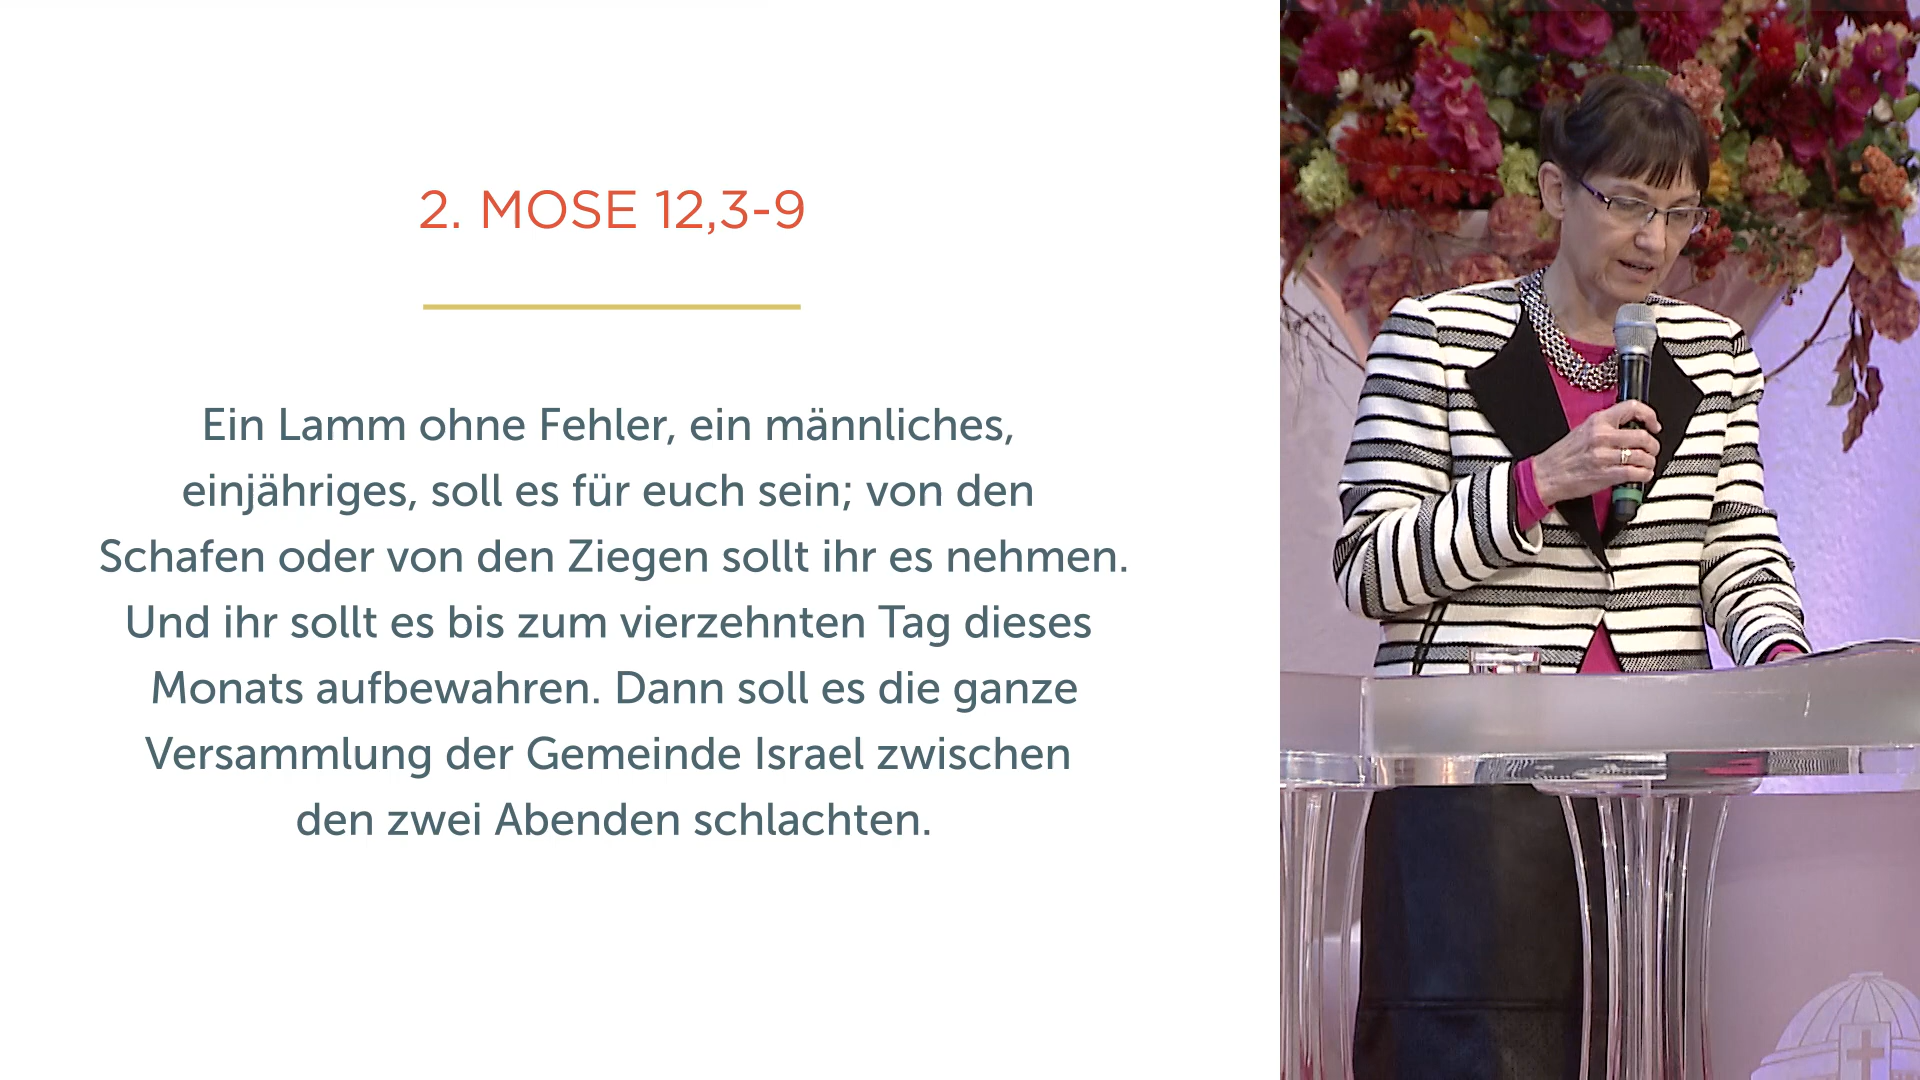 2. MOSE 12,3-9
Ein Lamm ohne Fehler, ein männliches,
einjähriges, soll es für euch sein; von den
Schafen oder von den Ziegen sollt ihr es nehmen.
Und ihr sollt es bis zum vierzehnten Tag dieses
Monats aufbewahren. Dann soll es die ganze
Versammlung der Gemeinde Israel zwischen
den zwei Abenden schlachten.